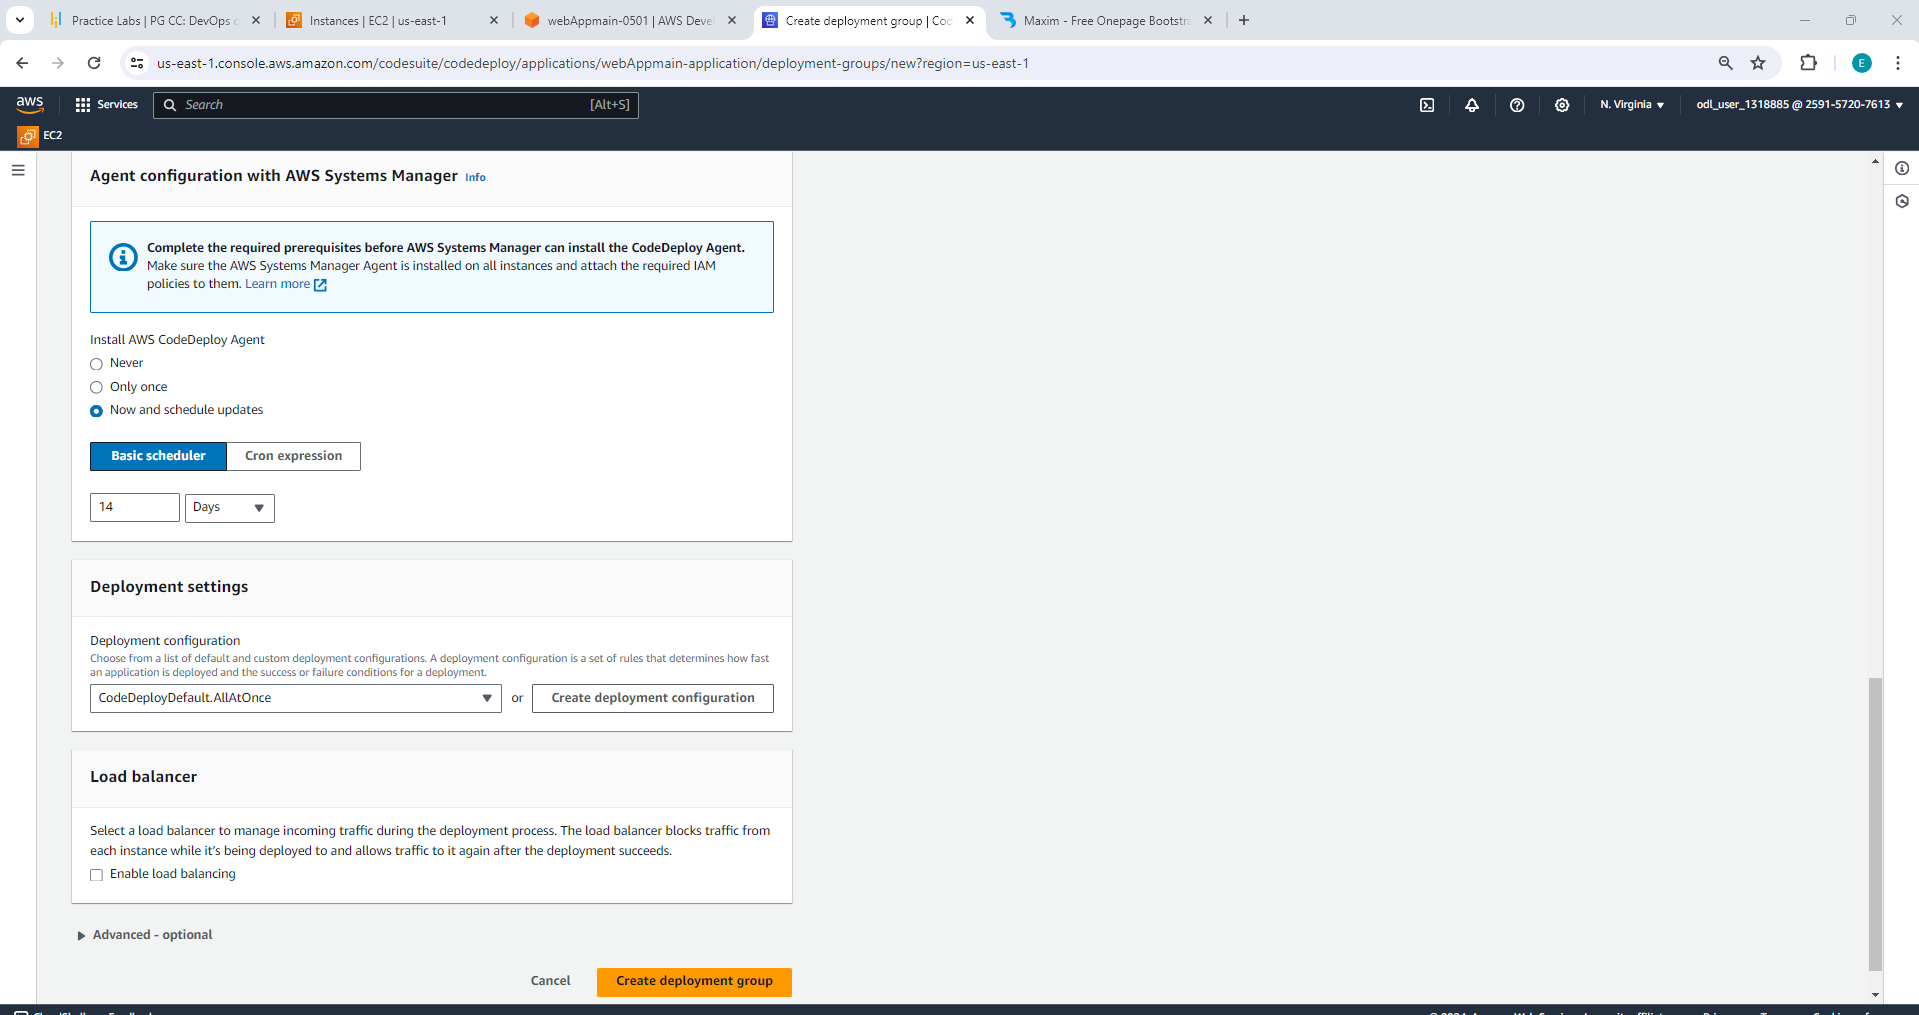 Practice Labs | PG CC: DevOps
Instances | EC2 | us-east-1
webAppmain-0501 | AWS Devel
Create deployment group | Cod
Maxim - Free Onepage Bootstra
us-east-1.console.aws.amazon.com/codesuite/codedeploy/applications/webAppmain-application/deployment-groups/new?region=us-east-1
E
aws
Services
Search
[Alt+S]
N. Virginia
odl_user_1318885 @ 2591-5720-7613
EC2
Agent configuration with AWS Systems Manager Info
Complete the required prerequisites before AWS Systems Manager can install the CodeDeploy Agent.
Make sure the AWS Systems Manager Agent is installed on all instances and attach the required IAM
policies to them. Learn more
Install AWS CodeDeploy Agent
Never
Only once
Now and schedule updates
Basic scheduler
Cron expression
14
Days
Deployment settings
Deployment configuration
Choose from a list of default and custom deployment configurations. A deployment configuration is a set of rules that determines how fast
an application is deployed and the success or failure conditions for a deployment.
CodeDeployDefault.AllAtOnce
or
Create deployment configuration
Load balancer
Select a load balancer to manage incoming traffic during the deployment process. The load balancer blocks traffic from
each instance while it's being deployed to and allows traffic to it again after the deployment succeeds.
Enable load balancing
Advanced - optional
Cancel
Create deployment group